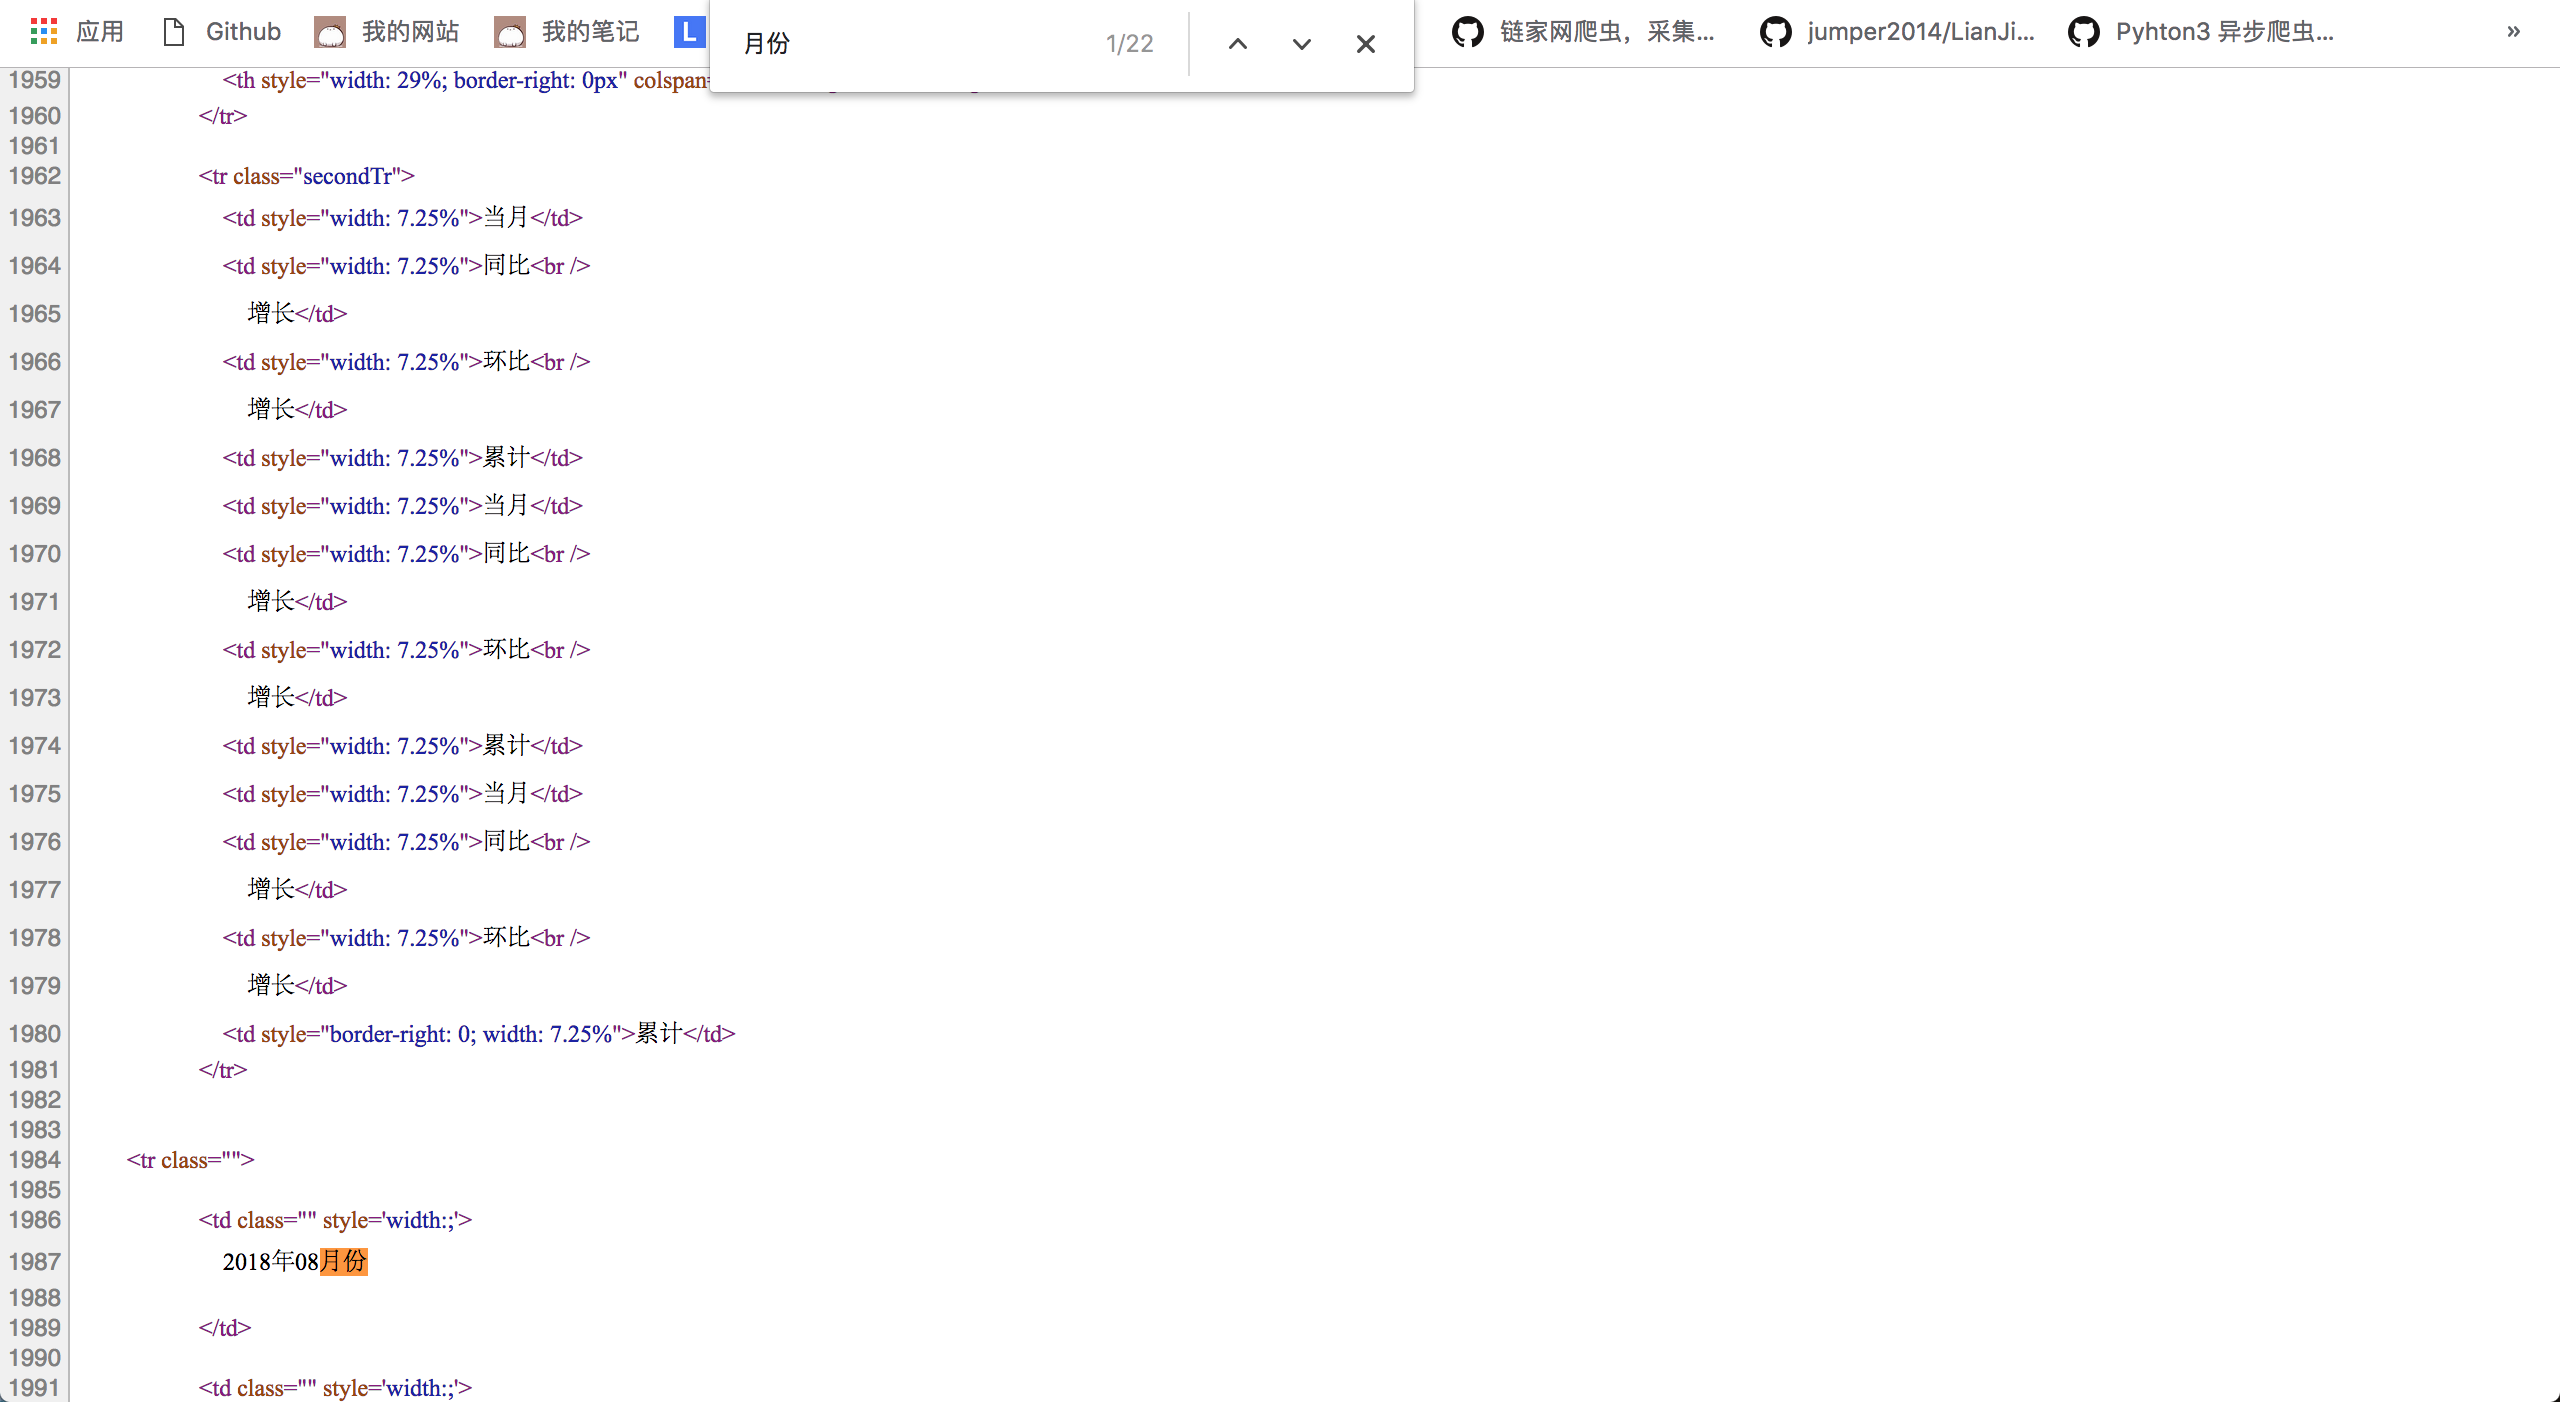 应用 Github 我的网站 我的笔记 L 月份 1/22 链家网爬虫，采集... jumper2014/LianJi... Pyhton3 异步爬虫... »
1959 <th style="width: 29%; border-right: 0px" colspan=
1960 </tr>
1961
1962 <tr class="secondTr">
1963 <td style="width: 7.25%">当月</td>
1964 <td style="width: 7.25%">同比<br />
1965 增长</td>
1966 <td style="width: 7.25%">环比<br />
1967 增长</td>
1968 <td style="width: 7.25%">累计</td>
1969 <td style="width: 7.25%">当月</td>
1970 <td style="width: 7.25%">同比<br />
1971 增长</td>
1972 <td style="width: 7.25%">环比<br />
1973 增长</td>
1974 <td style="width: 7.25%">累计</td>
1975 <td style="width: 7.25%">当月</td>
1976 <td style="width: 7.25%">同比<br />
1977 增长</td>
1978 <td style="width: 7.25%">环比<br />
1979 增长</td>
1980 <td style="border-right: 0; width: 7.25%">累计</td>
1981 </tr>
1982
1983
1984 <tr class="">
1985
1986 <td class="" style='width:;'>
1987 2018年08月份
1988
1989 </td>
1990
1991 <td class="" style='width:;'>